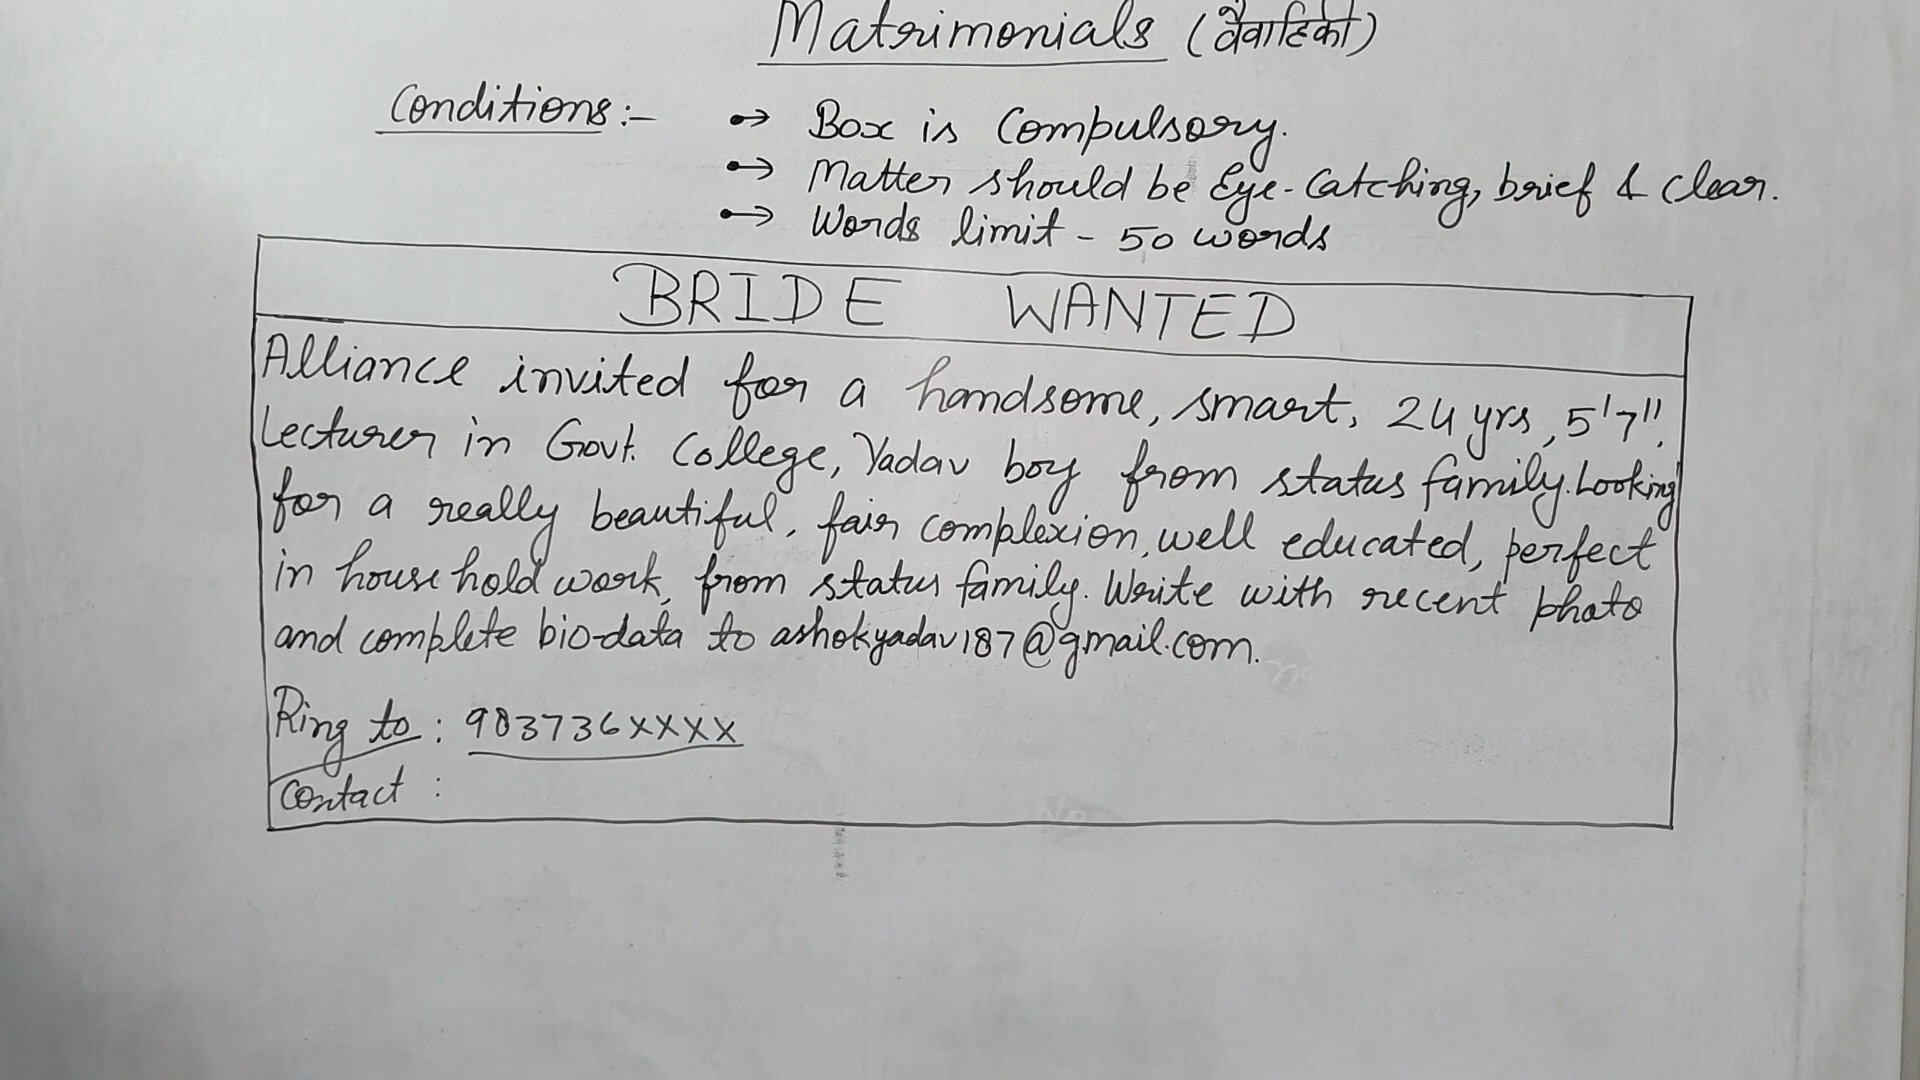 Matrimonials (वैवाहिकी)
Conditions:-
•→ Box is Compulsory.
•→ Matter should be Eye-Catching, brief & clear.
•→ Words limit - 50 words
BRIDE WANTED
Alliance invited for a handsome, smart, 24 yrs, 5'7",
Lecturer in Govt. College, Yadav boy from status family. Looking
for a really beautiful, fair complexion, well educated, perfect
in house hold work, from status family. Write with recent photo
and complete bio-data to ashokyadav187@gmail.com.
Ring to : 983736xxxx
Contact :